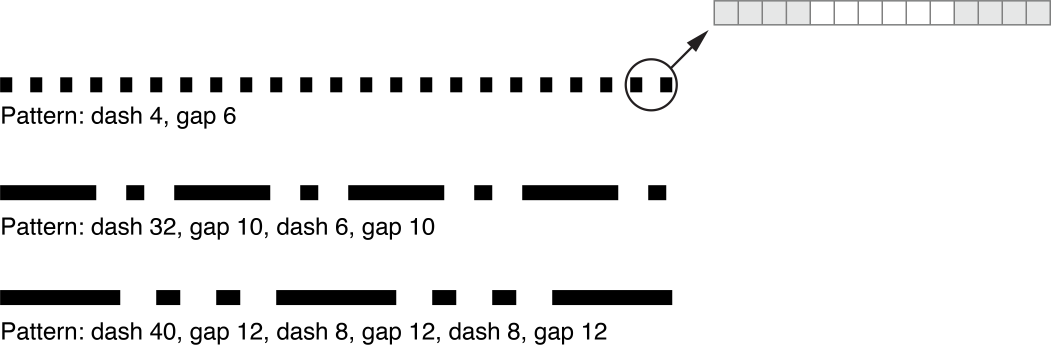 Pattern: dash 4, gap 6
Pattern: dash 32, gap 10, dash 6, gap 10
Pattern: dash 40, gap 12, dash 8, gap 12, dash 8, gap 12